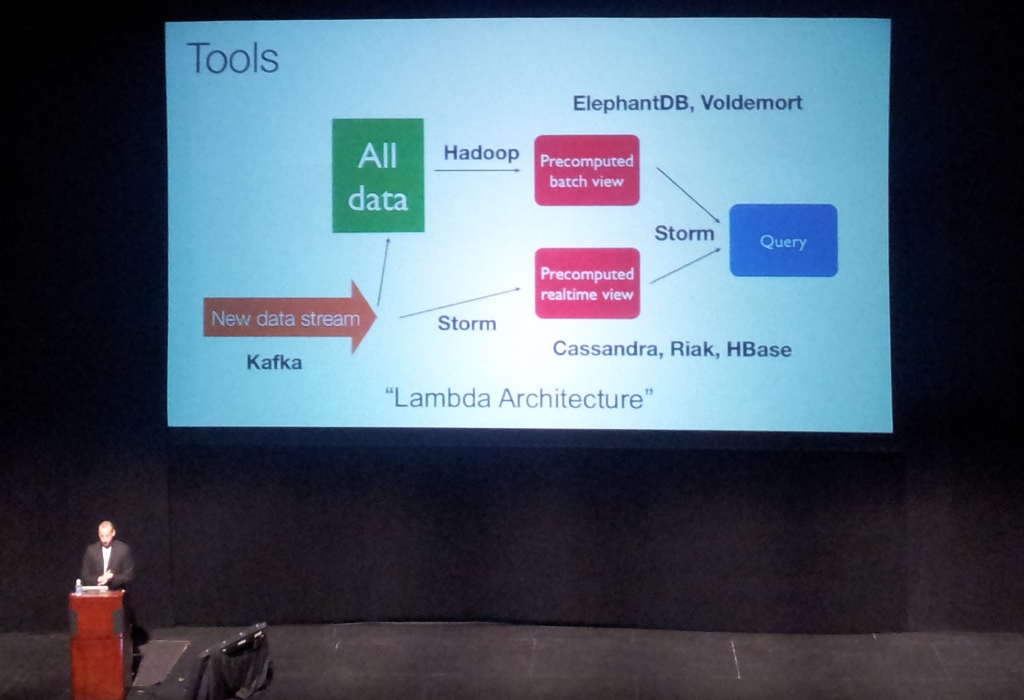 Tools
ElephantDB, Voldemort
All
data
Hadoop
Precomputed
batch view
Storm
Query
Precomputed
realtime view
New data stream
Storm
Kafka
Cassandra, Riak, HBase
“Lambda Architecture”